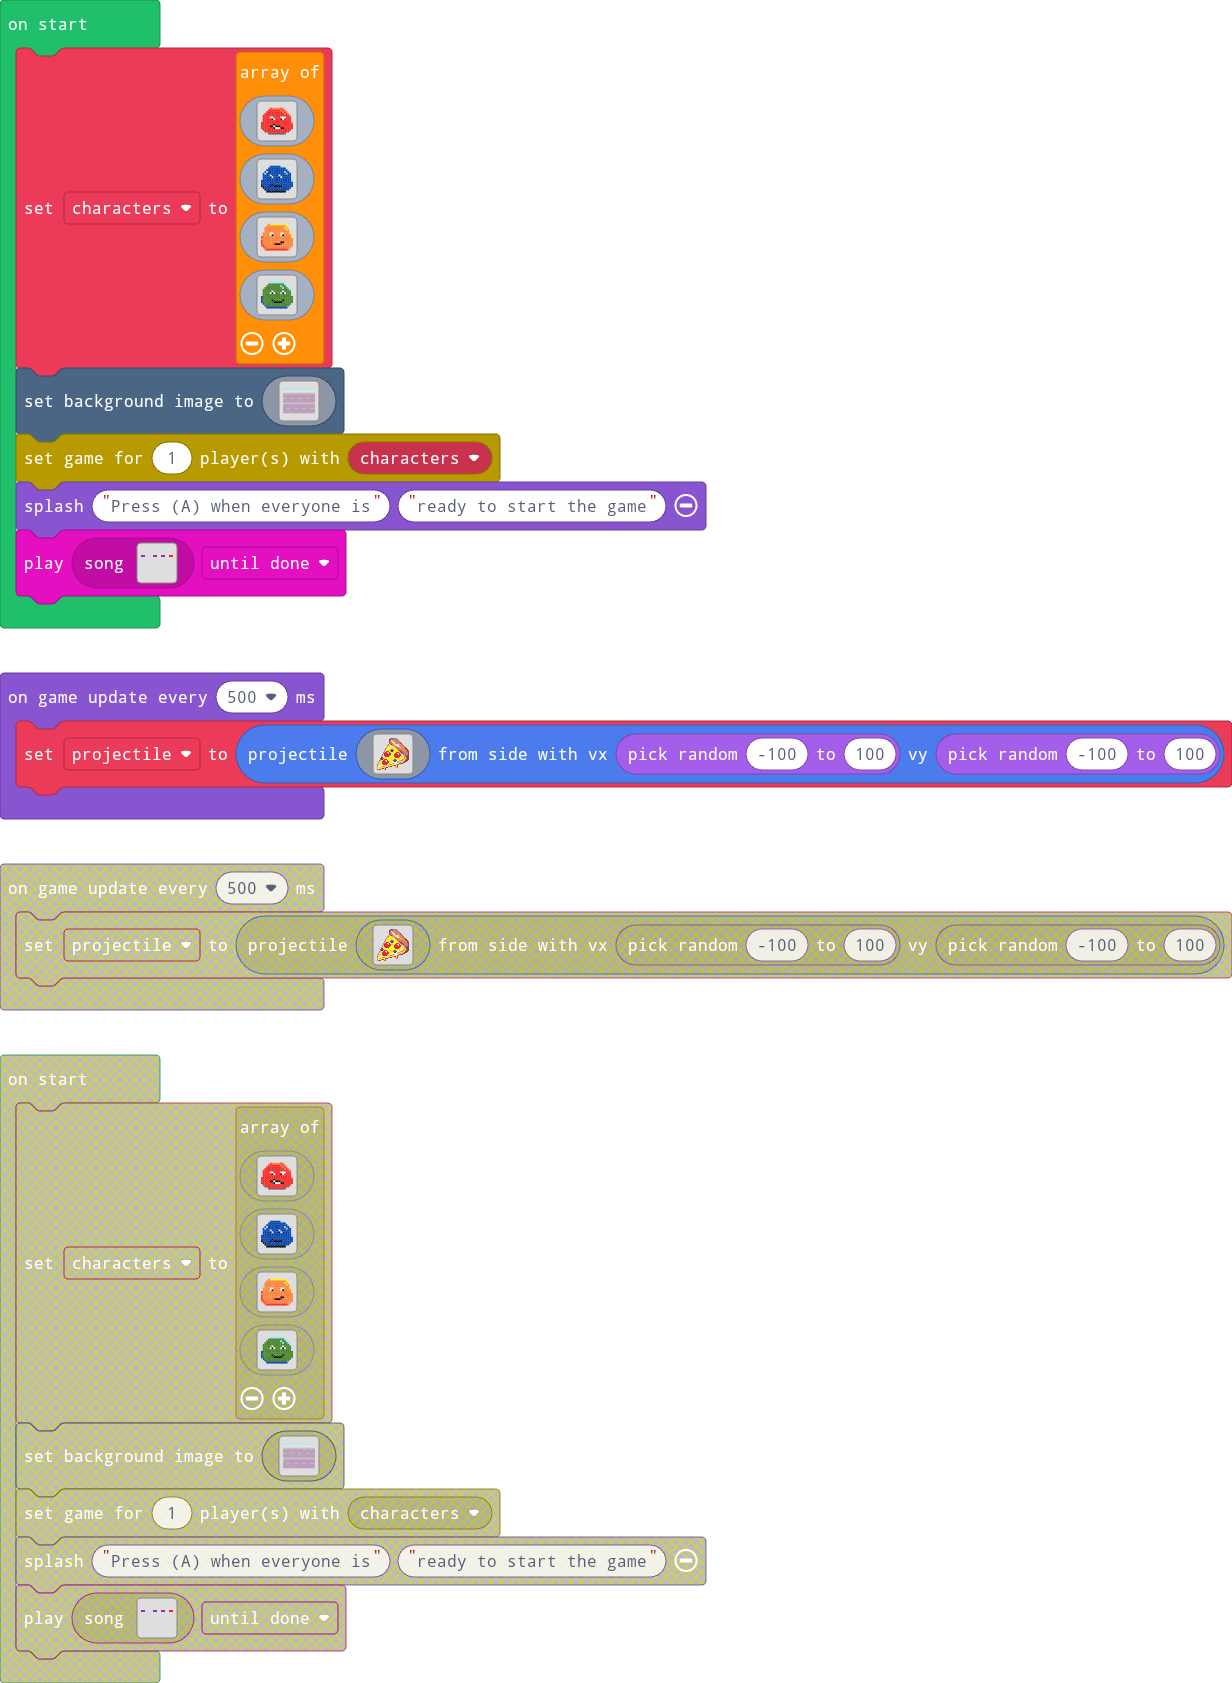 on start
array of
set characters to
set background image to
set game for 1 player(s) with characters
splash "Press (A) when everyone is" "ready to start the game"
play song until done
on game update every 500 ms
set projectile to projectile from side with vx pick random -100 to 100 vy pick random -100 to 100
on game update every 500 ms
set projectile to projectile from side with vx pick random -100 to 100 vy pick random -100 to 100
on start
array of
set characters to
set background image to
set game for 1 player(s) with characters
splash "Press (A) when everyone is" "ready to start the game"
play song until done